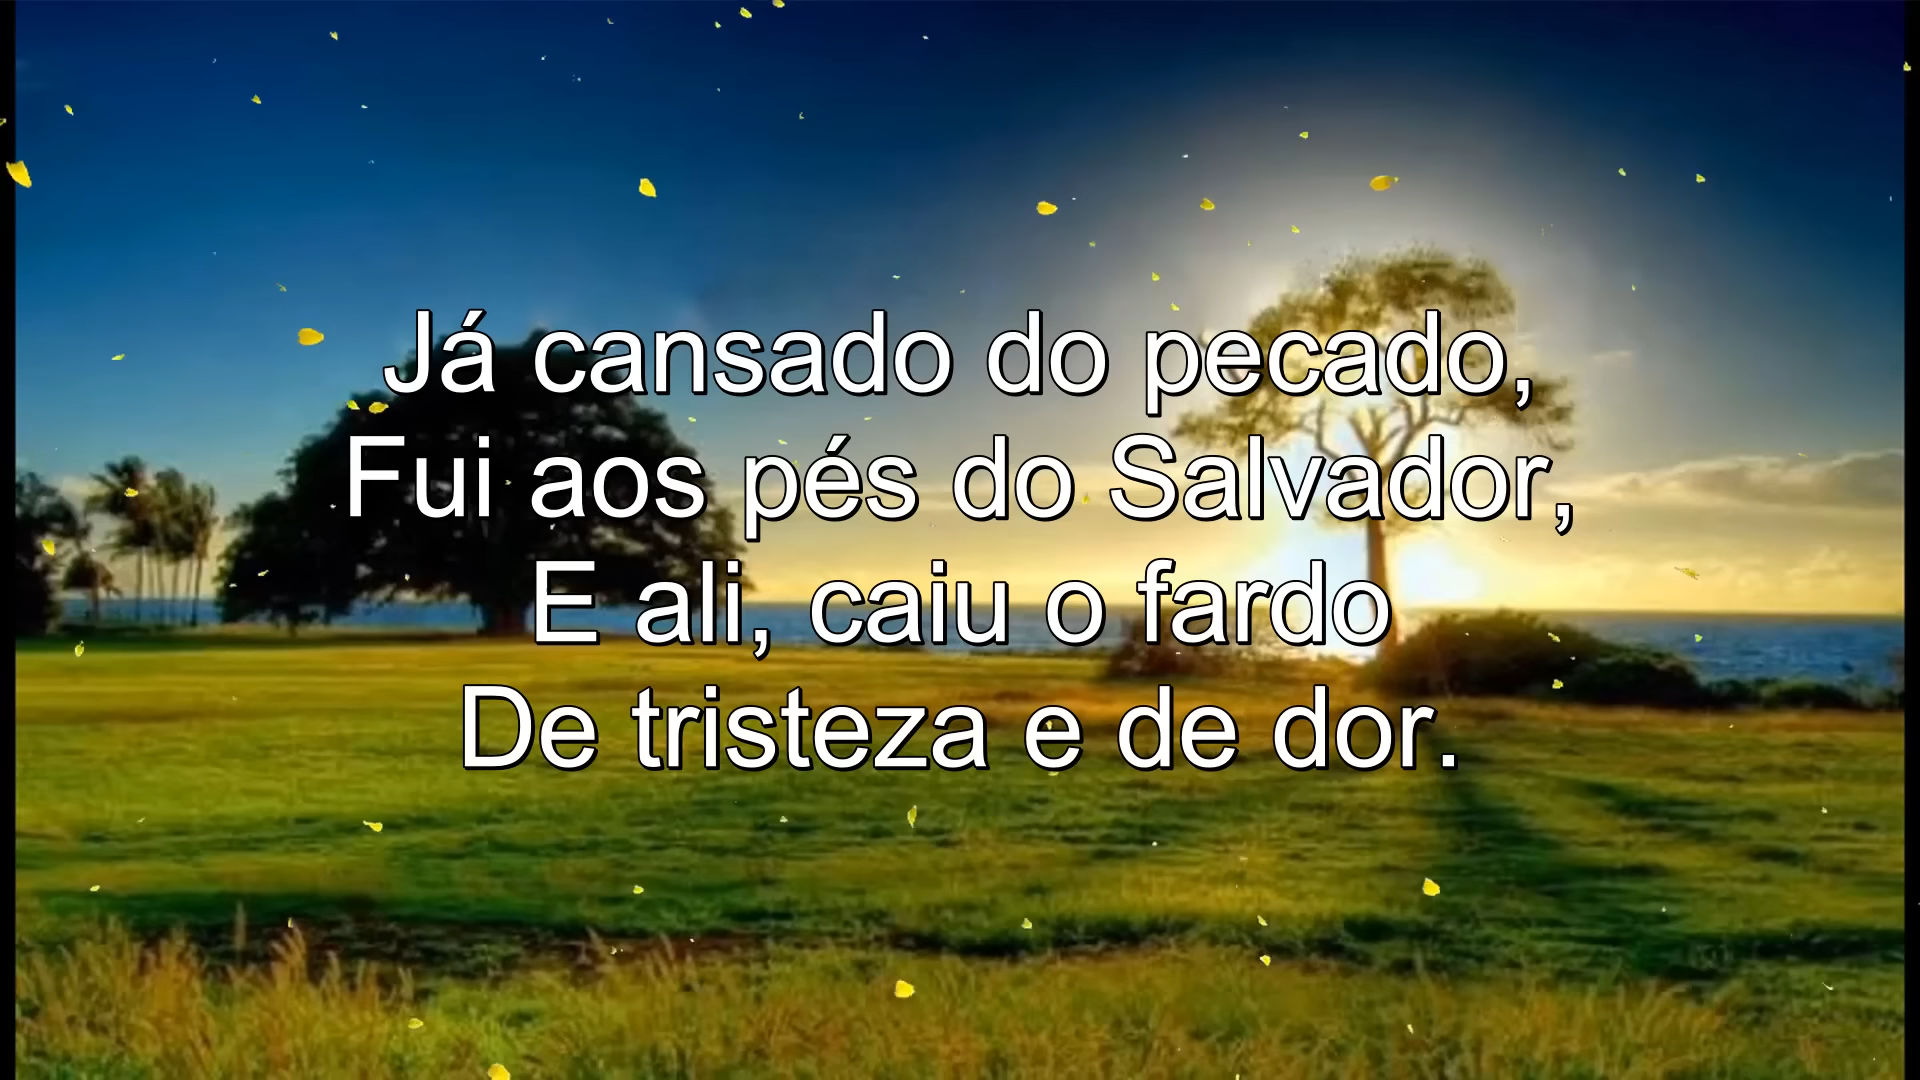 Já cansado do pecado,
Fui aos pés do Salvador,
E ali, caiu o fardo
De tristeza e de dor.